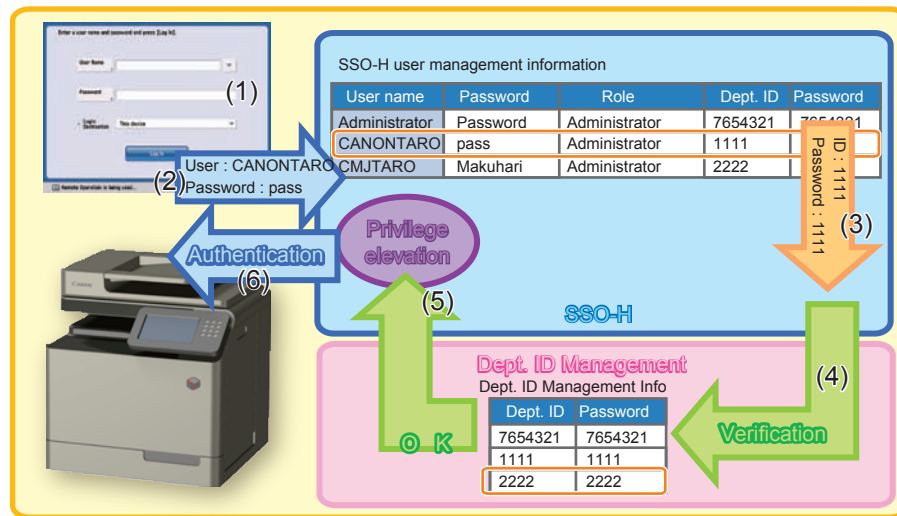 Enter a user name and password and press [Log In].
User Name
Password
(1)
Login
Destination
This device
Log In
Remote Operation is being used...
(2)
User : CANONTARO
Password : pass
SSO-H user management information
User name Password Role Dept. ID Password
Administrator Password Administrator 7654321 7654321
CANONTARO pass Administrator 1111
CMJTARO Makuhari Administrator 2222
ID : 1111
Password : 1111
(3)
Privilege
elevation
Authentication
(6)
(5)
SSO-H
Canon
(4)
Dept. ID Management
Dept. ID Management Info
Dept. ID Password
7654321 7654321
1111 1111
2222 2222
Verification
O K